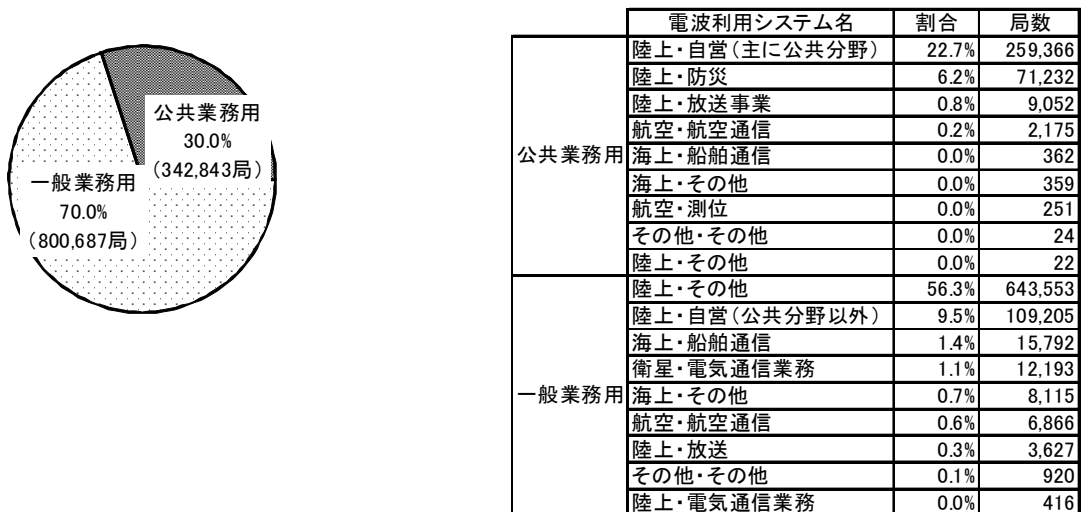 公共業務用
30.0%
（342,843局）
一般業務用
70.0%
（800,687局）
電波利用システム名 割合 局数
公共業務用
陸上・自営（主に公共分野） 22.7% 259,366
陸上・防災 6.2% 71,232
陸上・放送事業 0.8% 9,052
航空・航空通信 0.2% 2,175
海上・船舶通信 0.0% 362
海上・その他 0.0% 359
航空・測位 0.0% 251
その他・その他 0.0% 24
陸上・その他 0.0% 22
一般業務用
陸上・その他 56.3% 643,553
陸上・自営（公共分野以外） 9.5% 109,205
海上・船舶通信 1.4% 15,792
衛星・電気通信業務 1.1% 12,193
海上・その他 0.7% 8,115
航空・航空通信 0.6% 6,866
陸上・放送 0.3% 3,627
その他・その他 0.1% 920
陸上・電気通信業務 0.0% 416